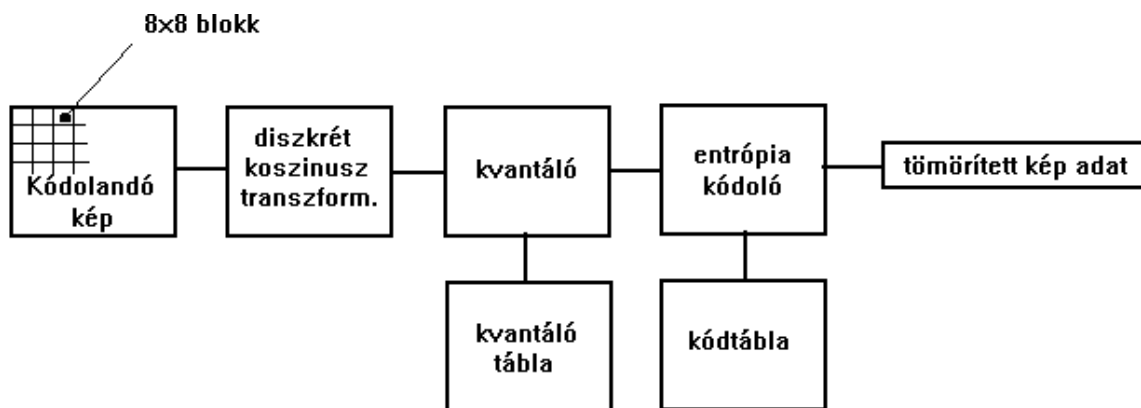 8x8 blokk
Kódolandó
kép
diszkrét
koszinusz
transzform.
kvantáló
entrópia
kódoló
tömörített kép adat
kvantáló
tábla
kódtábla